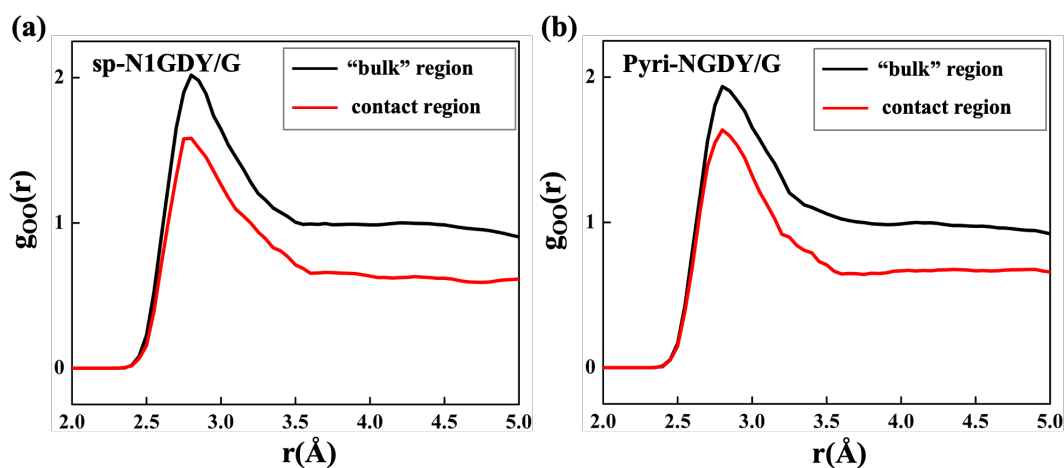 (a)
sp-N1GDY/G
“bulk” region
contact region
2
1
0
gOO(r)
2.0 2.5 3.0 3.5 4.0 4.5 5.0
r(Å)
(b)
Pyri-NGDY/G
“bulk” region
contact region
2
1
0
gOO(r)
2.0 2.5 3.0 3.5 4.0 4.5 5.0
r(Å)